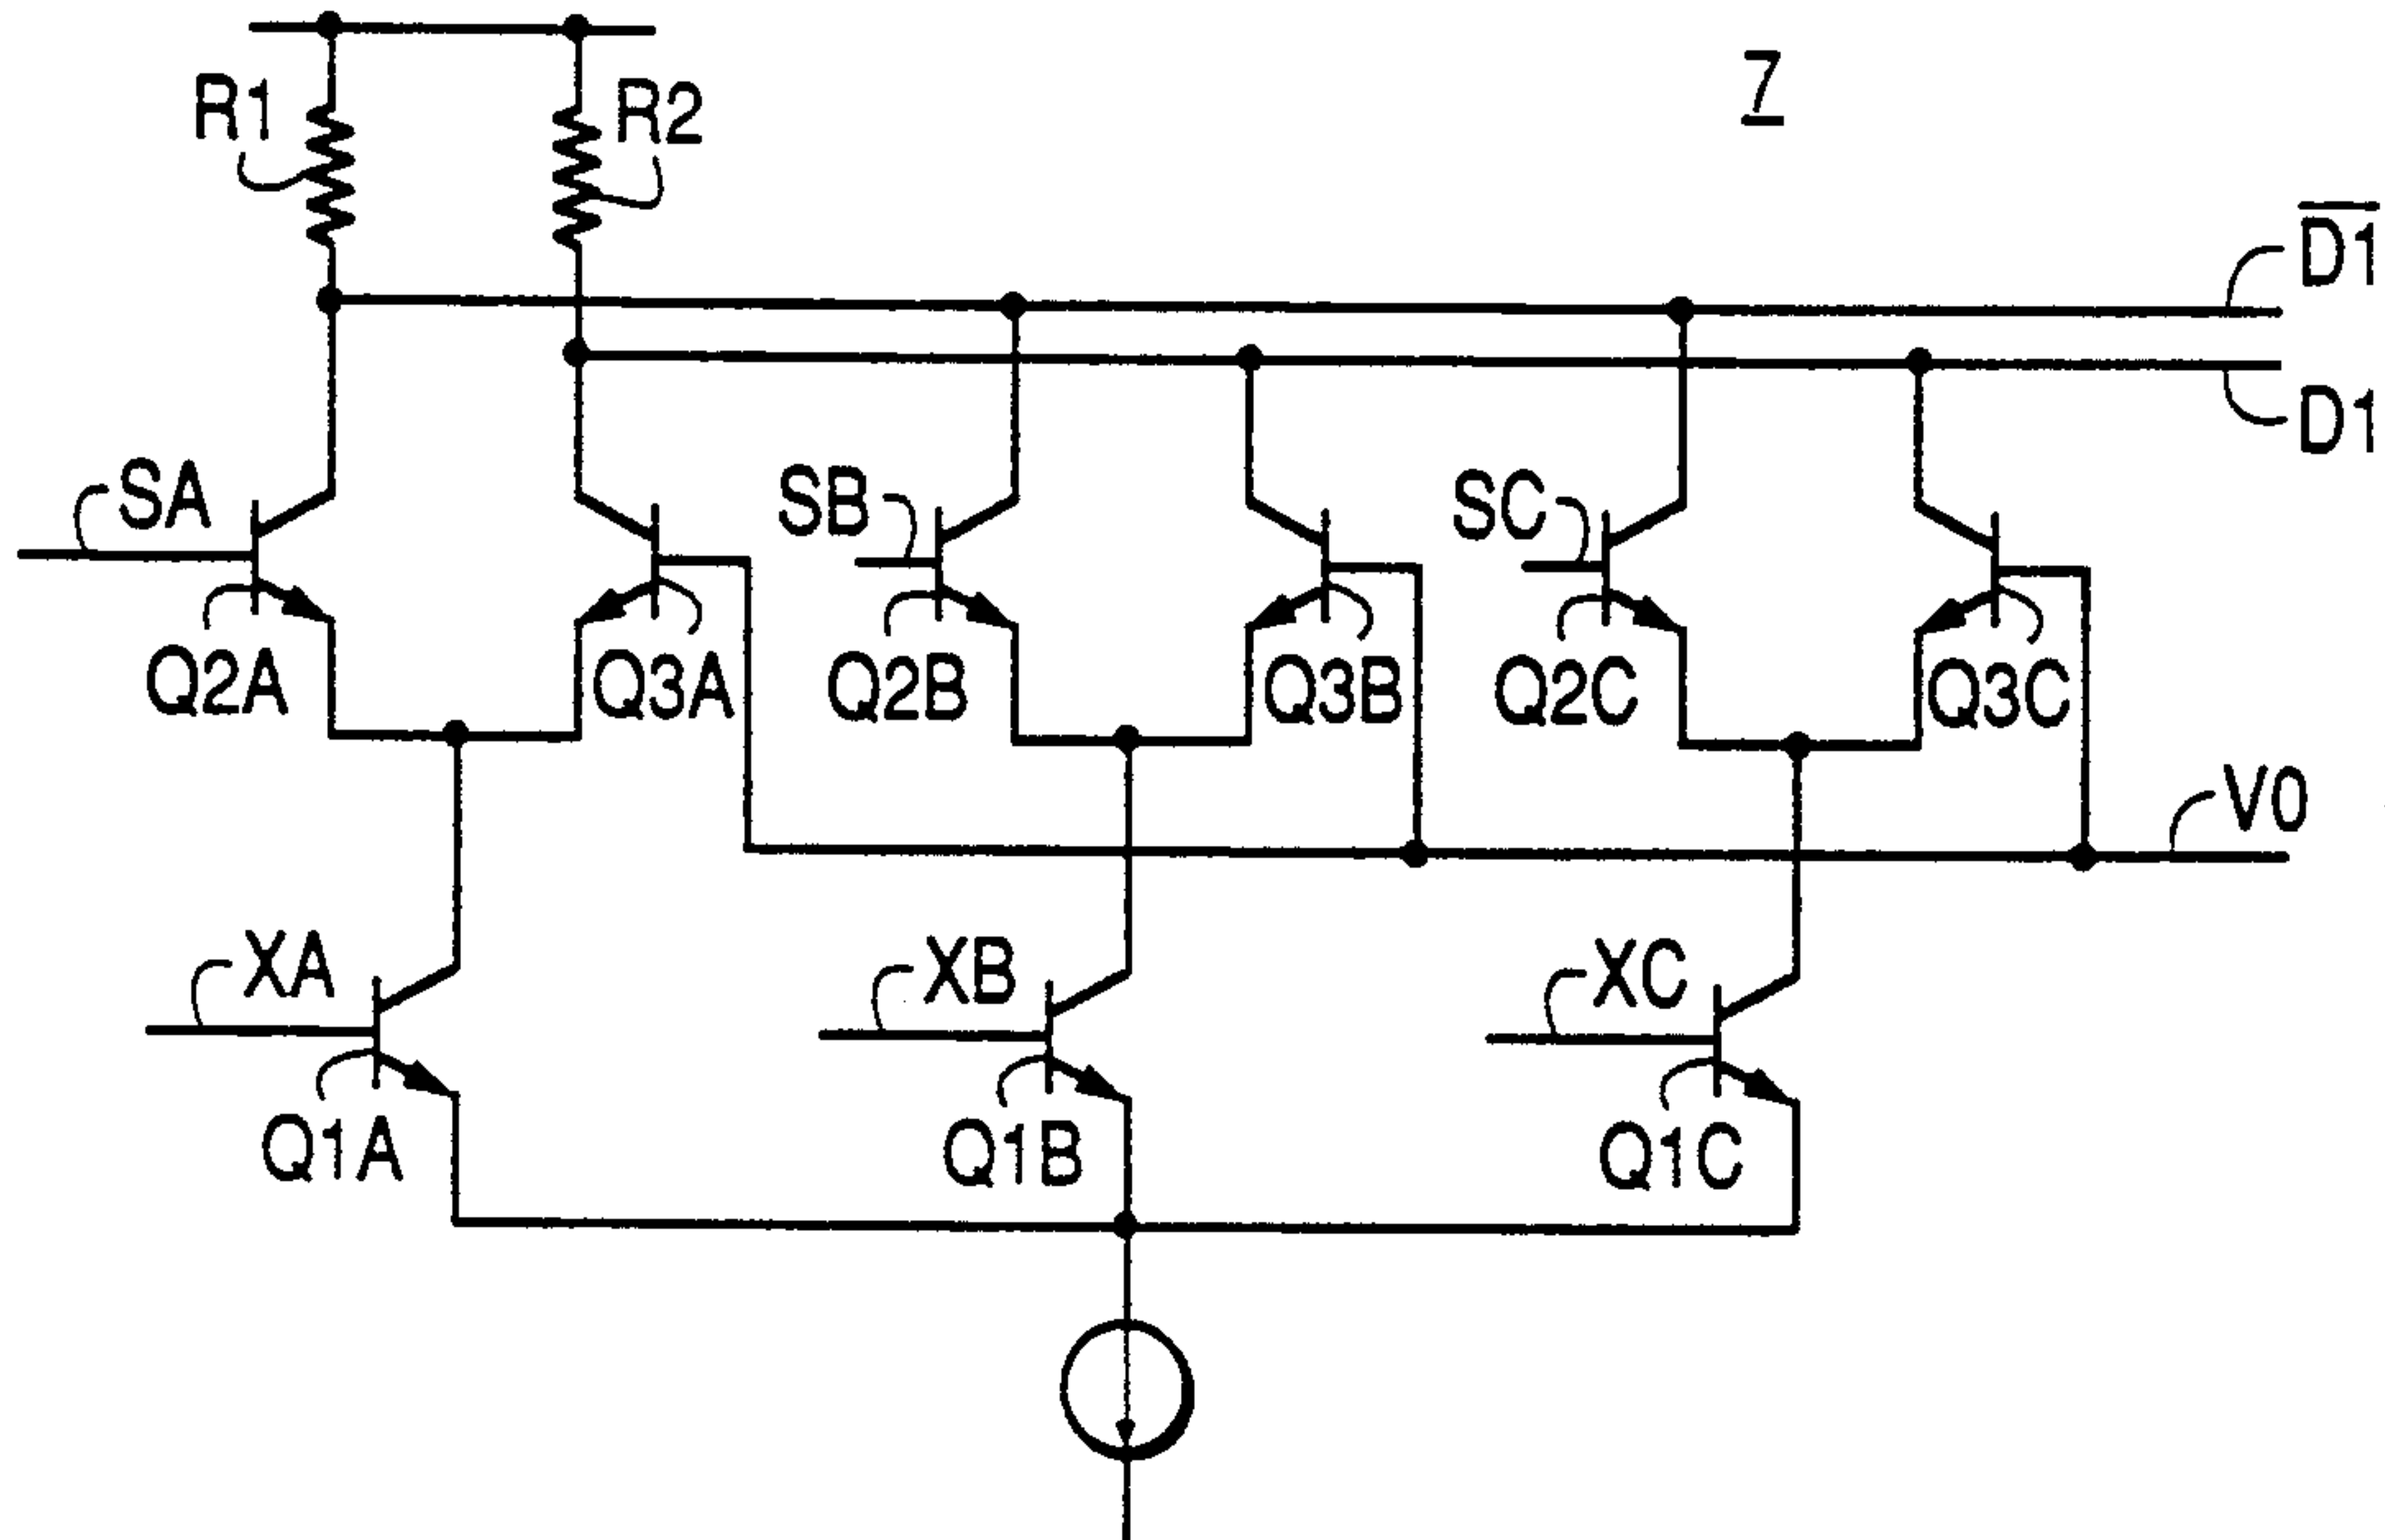 7
R1
R2
D1
D1
SA
SB
SC
Q2A
Q3A
Q2B
Q3B
Q2C
Q3C
V0
XA
XB
XC
Q1A
Q1B
Q1C